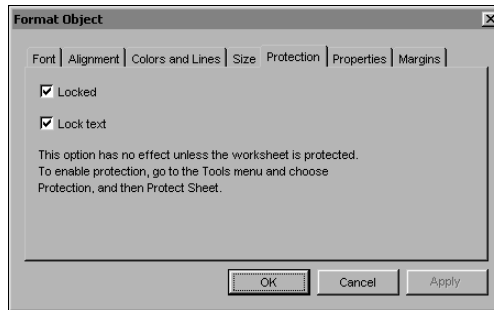 Format Object
Font Alignment Colors and Lines Size Protection Properties Margins
Locked
Lock text
This option has no effect unless the worksheet is protected.
To enable protection, go to the Tools menu and choose
Protection, and then Protect Sheet.
OK Cancel Apply